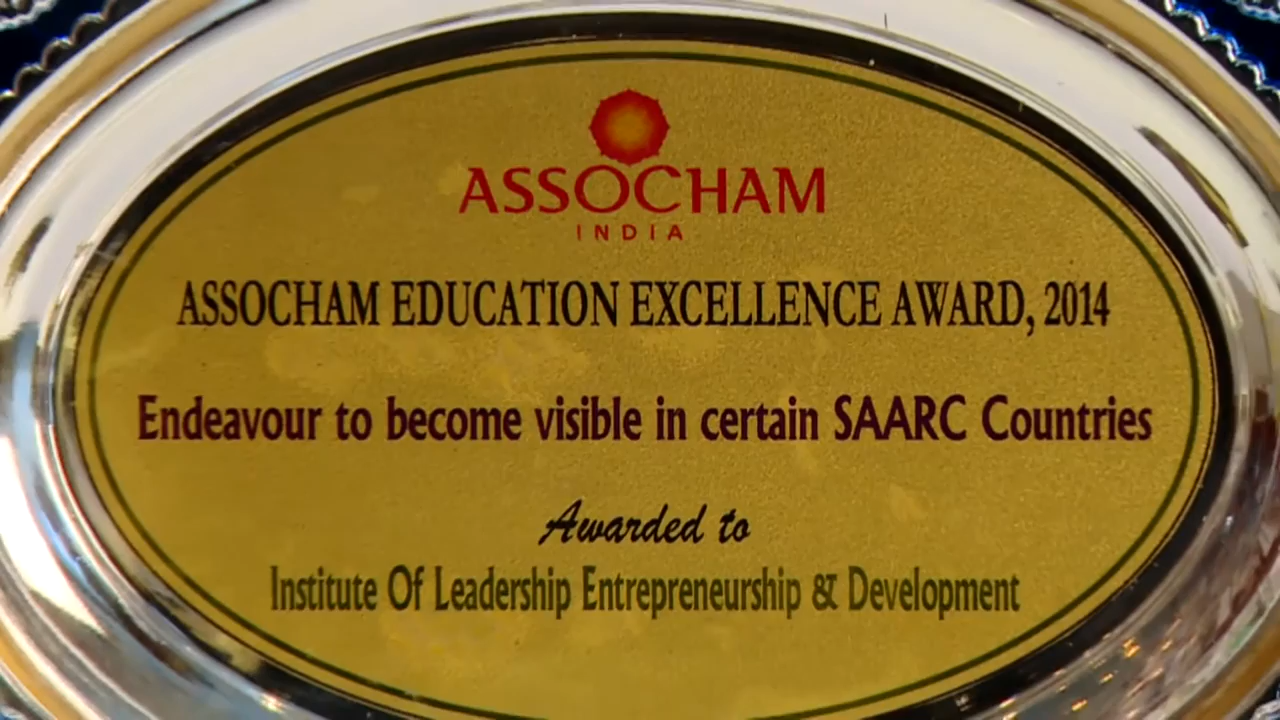 ASSOCHAM
INDIA
ASSOCHAM EDUCATION EXCELLENCE AWARD, 2014
Endeavour to become visible in certain SAARC Countries
Awarded to
Institute Of Leadership Entrepreneurship & Development